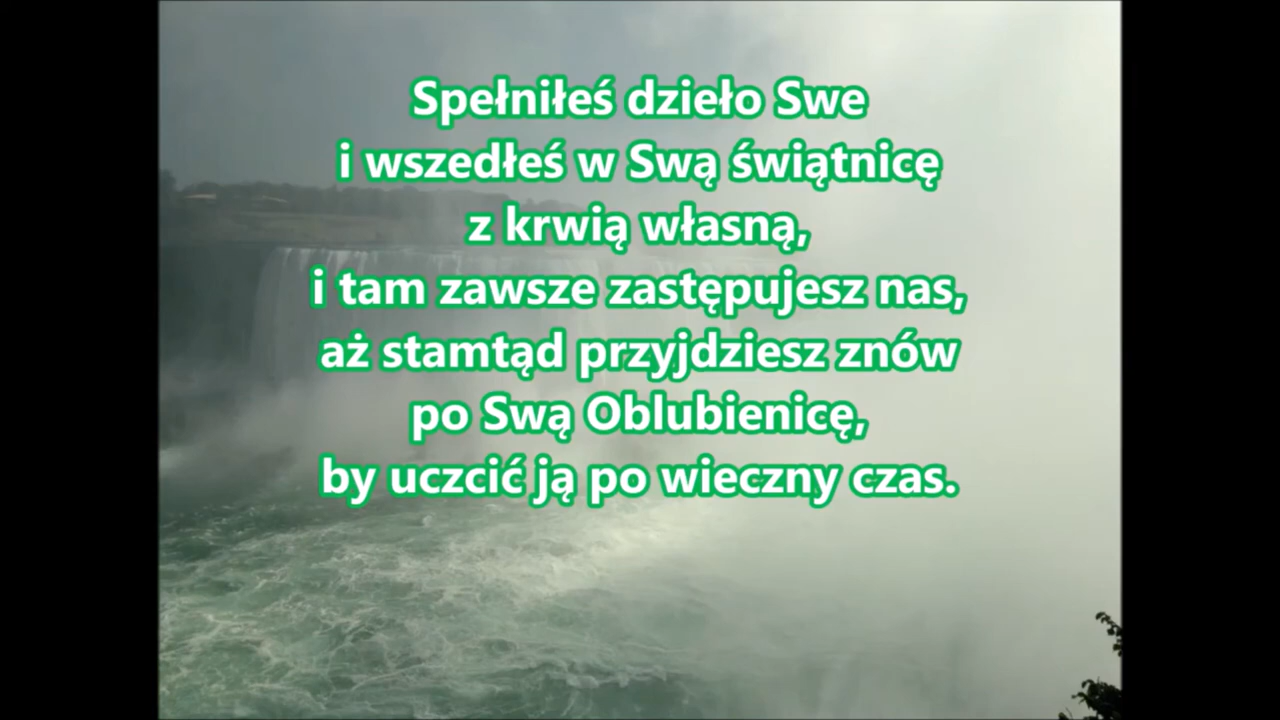 Spełniłeś dzieło Swe
i wszedłeś w Swą świątnicę
z krwią własną,
i tam zawsze zastępujesz nas,
aż stamtąd przyjdziesz znów
po Swą Oblubienicę,
by uczcić ją po wieczny czas.